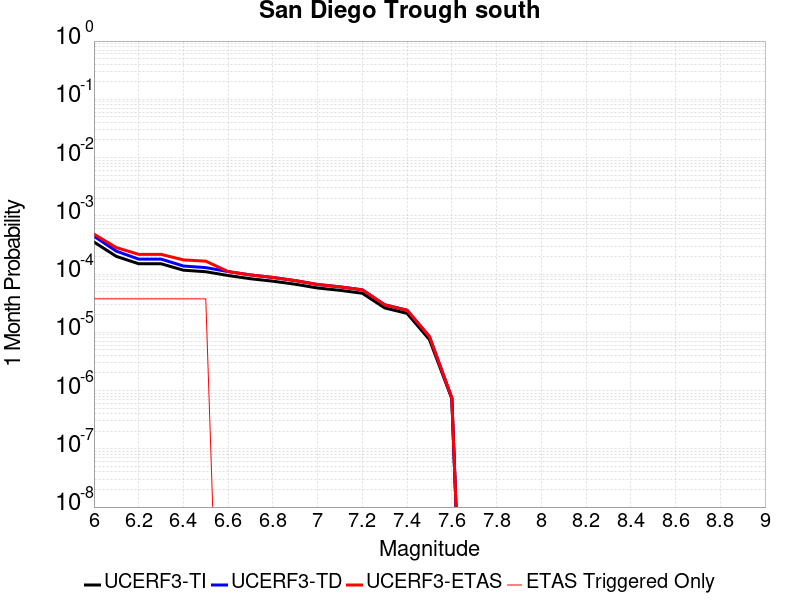 San Diego Trough south
10^0
10^-1
10^-2
10^-3
10^-4
10^-5
10^-6
10^-7
10^-8
1 Month Probability
6 6.2 6.4 6.6 6.8 7 7.2 7.4 7.6 7.8 8 8.2 8.4 8.6 8.8 9
Magnitude
UCERF3-TI UCERF3-TD UCERF3-ETAS ETAS Triggered Only